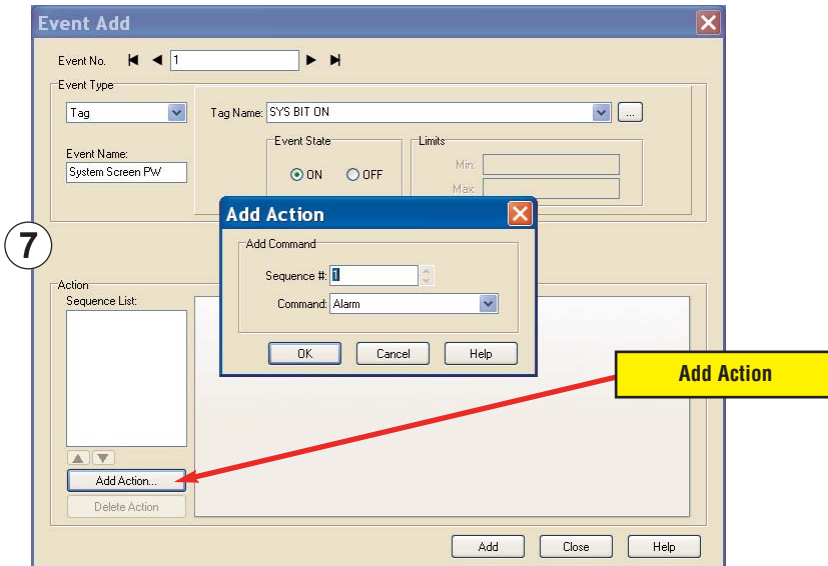 Event Add
Event No. 1
Event Type
Tag
Tag Name: SYS BIT ON
...
Event Name:
System Screen PW
Event State
ON OFF
Limits
Min:
Max:
7
Add Action
Add Command
Sequence #: 1
Command: Alarm
OK Cancel Help
Action
Sequence List:
Add Action
Add Action...
Delete Action
Add Close Help